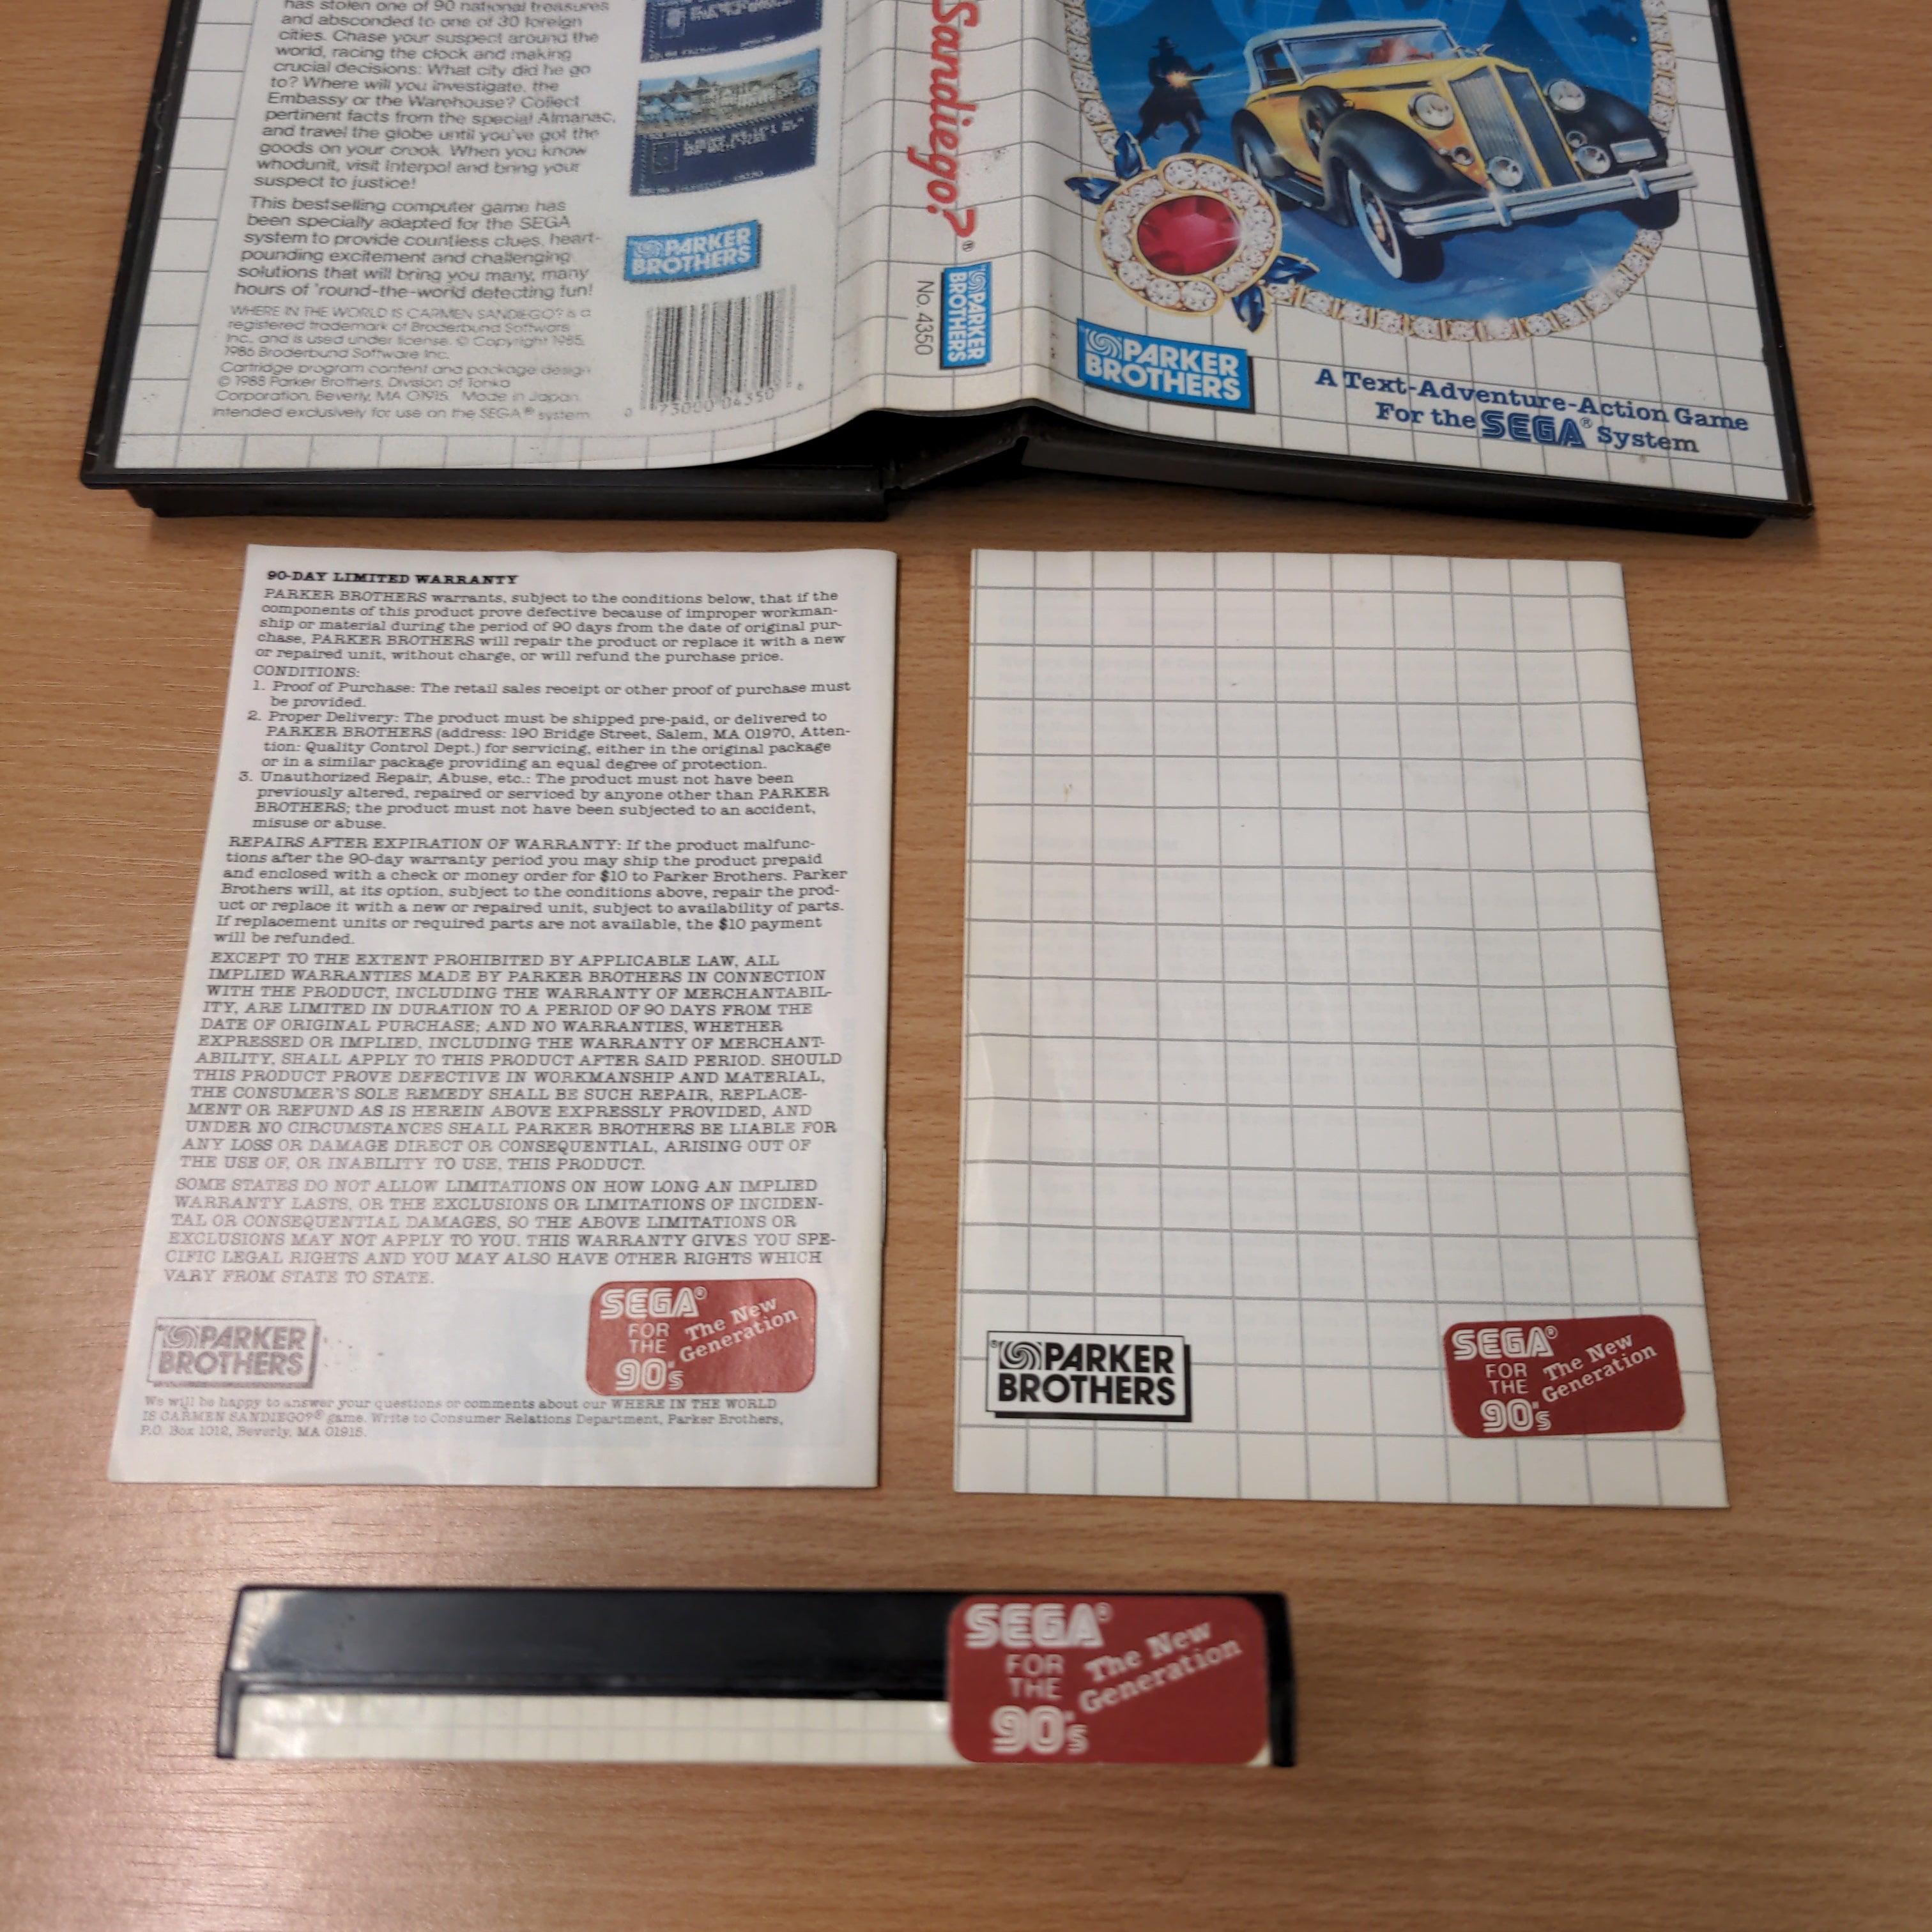 has stolen one of 90 national treasures
and absconded to one of 30 foreign
cities. Chase your suspect around the
world, racing the clock and making
crucial decisions: What city did he go
to? Where will you investigate, the
Embassy or the Warehouse? Collect
pertinent facts from the special Almanac,
and travel the globe until you've got the
goods on your crook. When you know
whodunit, visit Interpol and bring your
suspect to justice!
This bestselling computer game has
been specially adapted for the SEGA
system to provide countless clues, heart-
pounding excitement and challenging
solutions that will bring you many, many
hours of 'round-the-world detecting fun!
WHERE IN THE WORLD IS CARMEN SANDIEGO? is a
registered trademark of Broderbund Software
Inc., and is used under license. © Copyright 1985,
1986 Broderbund Software Inc.
Cartridge program content and package design
© 1988 Parker Brothers, Division of Tonka
Corporation, Beverly, MA 01915. Made in Japan.
Intended exclusively for use on the SEGA® system.
PARKER
BROTHERS
0 73000 04350 6
Sandiego?®
PARKER
BROTHERS
No. 4350
PARKER
BROTHERS
A Text-Adventure-Action Game
For the SEGA® System
90-DAY LIMITED WARRANTY
PARKER BROTHERS warrants, subject to the conditions below, that if the
components of this product prove defective because of improper workman-
ship or material during the period of 90 days from the date of original pur-
chase, PARKER BROTHERS will repair the product or replace it with a new
or repaired unit, without charge, or will refund the purchase price.
CONDITIONS:
1. Proof of Purchase: The retail sales receipt or other proof of purchase must
be provided.
2. Proper Delivery: The product must be shipped pre-paid, or delivered to
PARKER BROTHERS (address: 190 Bridge Street, Salem, MA 01970, Atten-
tion: Quality Control Dept.) for servicing, either in the original package
or in a similar package providing an equal degree of protection.
3. Unauthorized Repair, Abuse, etc.: The product must not have been
previously altered, repaired or serviced by anyone other than PARKER
BROTHERS; the product must not have been subjected to an accident,
misuse or abuse.
REPAIRS AFTER EXPIRATION OF WARRANTY: If the product malfunc-
tions after the 90-day warranty period you may ship the product prepaid
and enclosed with a check or money order for $10 to Parker Brothers. Parker
Brothers will, at its option, subject to the conditions above, repair the prod-
uct or replace it with a new or repaired unit, subject to availability of parts.
If replacement units or required parts are not available, the $10 payment
will be refunded.
EXCEPT TO THE EXTENT PROHIBITED BY APPLICABLE LAW, ALL
IMPLIED WARRANTIES MADE BY PARKER BROTHERS IN CONNECTION
WITH THE PRODUCT, INCLUDING THE WARRANTY OF MERCHANTABIL-
ITY, ARE LIMITED IN DURATION TO A PERIOD OF 90 DAYS FROM THE
DATE OF ORIGINAL PURCHASE; AND NO WARRANTIES, WHETHER
EXPRESSED OR IMPLIED, INCLUDING THE WARRANTY OF MERCHANT-
ABILITY, SHALL APPLY TO THIS PRODUCT AFTER SAID PERIOD. SHOULD
THIS PRODUCT PROVE DEFECTIVE IN WORKMANSHIP AND MATERIAL,
THE CONSUMER'S SOLE REMEDY SHALL BE SUCH REPAIR, REPLACE-
MENT OR REFUND AS IS HEREIN ABOVE EXPRESSLY PROVIDED, AND
UNDER NO CIRCUMSTANCES SHALL PARKER BROTHERS BE LIABLE FOR
ANY LOSS OR DAMAGE DIRECT OR CONSEQUENTIAL, ARISING OUT OF
THE USE OF, OR INABILITY TO USE, THIS PRODUCT.
SOME STATES DO NOT ALLOW LIMITATIONS ON HOW LONG AN IMPLIED
WARRANTY LASTS, OR THE EXCLUSIONS OR LIMITATIONS OF INCIDEN-
TAL OR CONSEQUENTIAL DAMAGES, SO THE ABOVE LIMITATIONS OR
EXCLUSIONS MAY NOT APPLY TO YOU. THIS WARRANTY GIVES YOU SPE-
CIFIC LEGAL RIGHTS AND YOU MAY ALSO HAVE OTHER RIGHTS WHICH
VARY FROM STATE TO STATE.
PARKER
BROTHERS
SEGA®
FOR
THE
90's
The New
Generation
We will be happy to answer your questions or comments about our WHERE IN THE WORLD
IS CARMEN SANDIEGO?® game. Write to Consumer Relations Department, Parker Brothers,
P.O. Box 1012, Beverly, MA 01915.
PARKER
BROTHERS
SEGA®
FOR
THE
90's
The New
Generation
SEGA®
FOR
THE
90's
The New
Generation